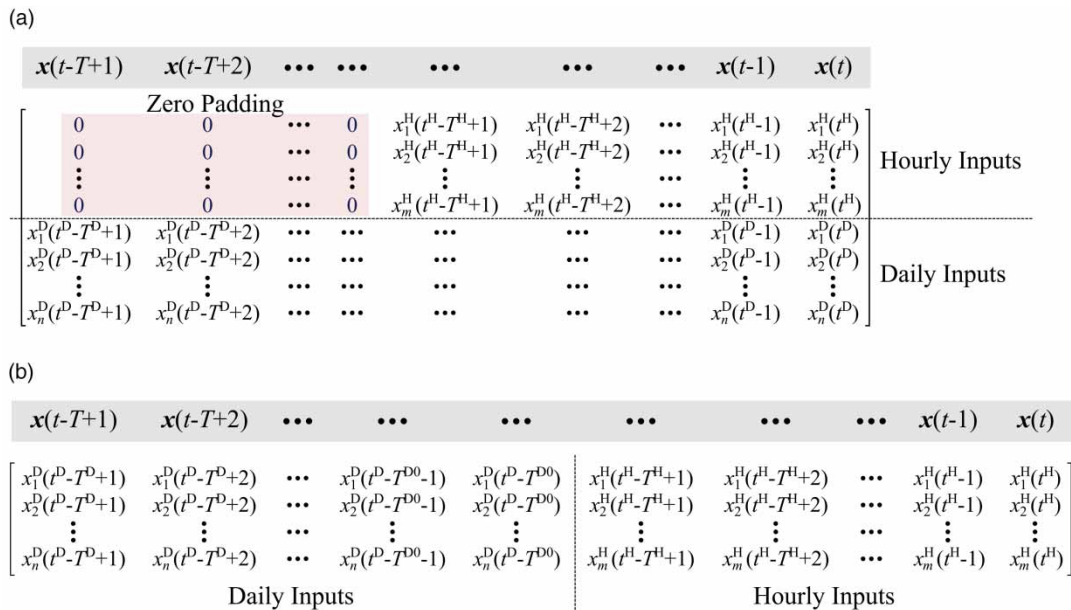 (a)
x(t-T+1) x(t-T+2) ••• ••• ••• ••• ••• x(t-1) x(t)
Zero Padding
0 0 ••• 0 x₁ᴴ(tᴴ-Tᴴ+1) x₁ᴴ(tᴴ-Tᴴ+2) ••• x₁ᴴ(tᴴ-1) x₁ᴴ(tᴴ)
0 0 ••• 0 x₂ᴴ(tᴴ-Tᴴ+1) x₂ᴴ(tᴴ-Tᴴ+2) ••• x₂ᴴ(tᴴ-1) x₂ᴴ(tᴴ)
⋮ ⋮ ••• ⋮ ⋮ ⋮ ••• ⋮ ⋮
0 0 ••• 0 xₘᴴ(tᴴ-Tᴴ+1) xₘᴴ(tᴴ-Tᴴ+2) ••• xₘᴴ(tᴴ-1) xₘᴴ(tᴴ)
Hourly Inputs
x₁ᴰ(tᴰ-Tᴰ+1) x₁ᴰ(tᴰ-Tᴰ+2) ••• ••• ••• ••• ••• x₁ᴰ(tᴰ-1) x₁ᴰ(tᴰ)
x₂ᴰ(tᴰ-Tᴰ+1) x₂ᴰ(tᴰ-Tᴰ+2) ••• ••• ••• ••• ••• x₂ᴰ(tᴰ-1) x₂ᴰ(tᴰ)
⋮ ⋮ ••• ••• ••• ••• ••• ⋮ ⋮
xₙᴰ(tᴰ-Tᴰ+1) xₙᴰ(tᴰ-Tᴰ+2) ••• ••• ••• ••• ••• xₙᴰ(tᴰ-1) xₙᴰ(tᴰ)
Daily Inputs
(b)
x(t-T+1) x(t-T+2) ••• ••• ••• ••• ••• ••• x(t-1) x(t)
x₁ᴰ(tᴰ-Tᴰ+1) x₁ᴰ(tᴰ-Tᴰ+2) ••• x₁ᴰ(tᴰ-Tᴰ⁰-1) x₁ᴰ(tᴰ-Tᴰ⁰) x₁ᴴ(tᴴ-Tᴴ+1) x₁ᴴ(tᴴ-Tᴴ+2) ••• x₁ᴴ(tᴴ-1) x₁ᴴ(tᴴ)
x₂ᴰ(tᴰ-Tᴰ+1) x₂ᴰ(tᴰ-Tᴰ+2) ••• x₂ᴰ(tᴰ-Tᴰ⁰-1) x₂ᴰ(tᴰ-Tᴰ⁰) x₂ᴴ(tᴴ-Tᴴ+1) x₂ᴴ(tᴴ-Tᴴ+2) ••• x₂ᴴ(tᴴ-1) x₂ᴴ(tᴴ)
⋮ ⋮ ••• ⋮ ⋮ ⋮ ⋮ ••• ⋮ ⋮
xₙᴰ(tᴰ-Tᴰ+1) xₙᴰ(tᴰ-Tᴰ+2) ••• xₙᴰ(tᴰ-Tᴰ⁰-1) xₙᴰ(tᴰ-Tᴰ⁰) xₘᴴ(tᴴ-Tᴴ+1) xₘᴴ(tᴴ-Tᴴ+2) ••• xₘᴴ(tᴴ-1) xₘᴴ(tᴴ)
Daily Inputs Hourly Inputs